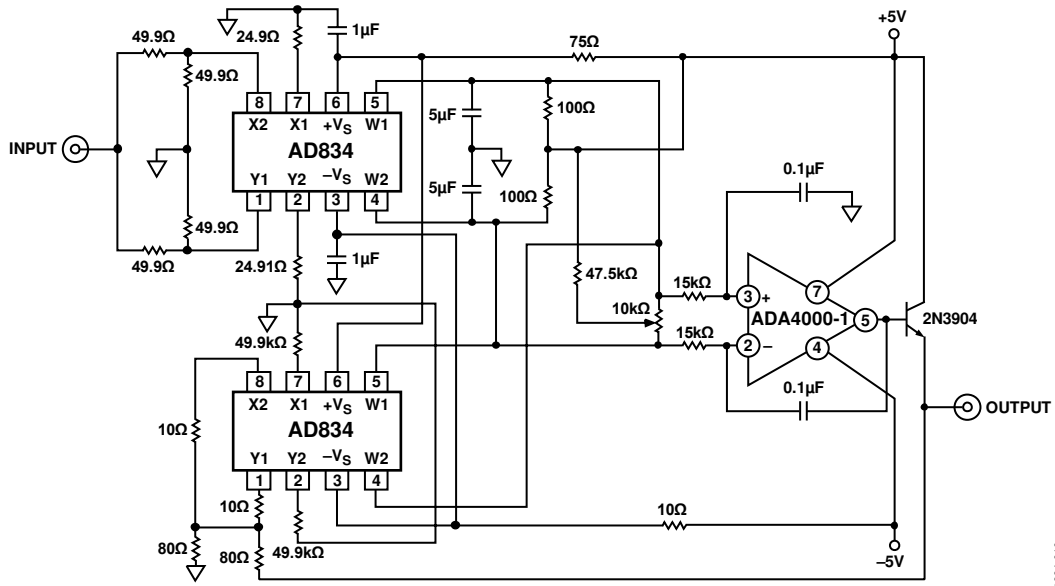 +5V
1µF
49.9Ω
24.9Ω
75Ω
49.9Ω
8 7 6 5
X2 X1 +VS W1
5µF
100Ω
INPUT
AD834
0.1µF
Y1 Y2 –VS W2
5µF
100Ω
1 2 3 4
49.9Ω
49.9Ω
24.91Ω
1µF
47.5kΩ
15kΩ
10kΩ
3 +
7
ADA4000-1
5
2N3904
49.9kΩ
15kΩ
2 –
4
8 7 6 5
X2 X1 +VS W1
0.1µF
OUTPUT
10Ω
AD834
Y1 Y2 –VS W2
1 2 3 4
10Ω
10Ω
80Ω
80Ω
49.9kΩ
–5V